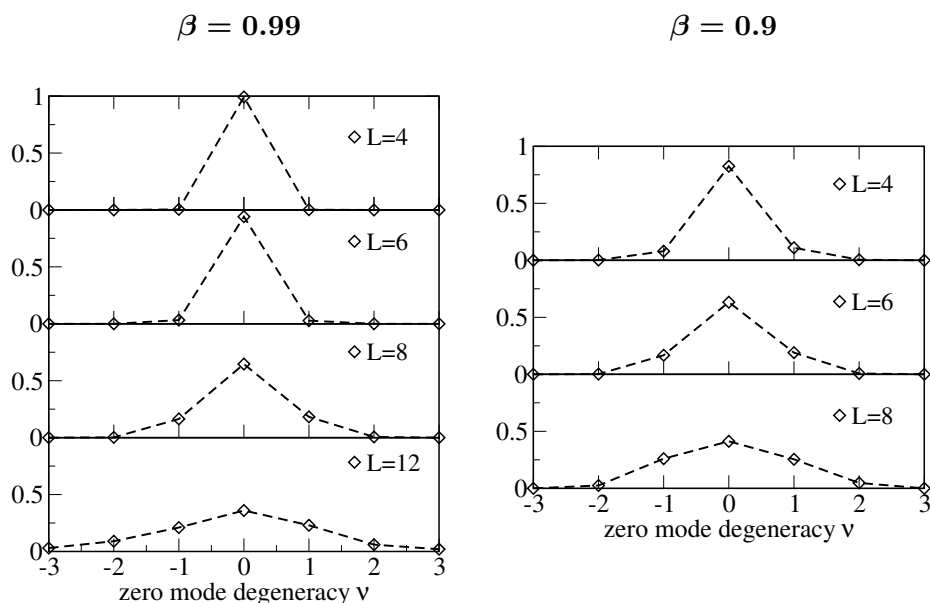 β = 0.99
1
0.5
◇ L=4
0
0.5
◇ L=6
0
0.5
◇ L=8
0
0.5
◇ L=12
0
-3 -2 -1 0 1 2 3
zero mode degeneracy ν
β = 0.9
1
0.5
◇ L=4
0
0.5
◇ L=6
0
0.5
◇ L=8
0
-3 -2 -1 0 1 2 3
zero mode degeneracy ν